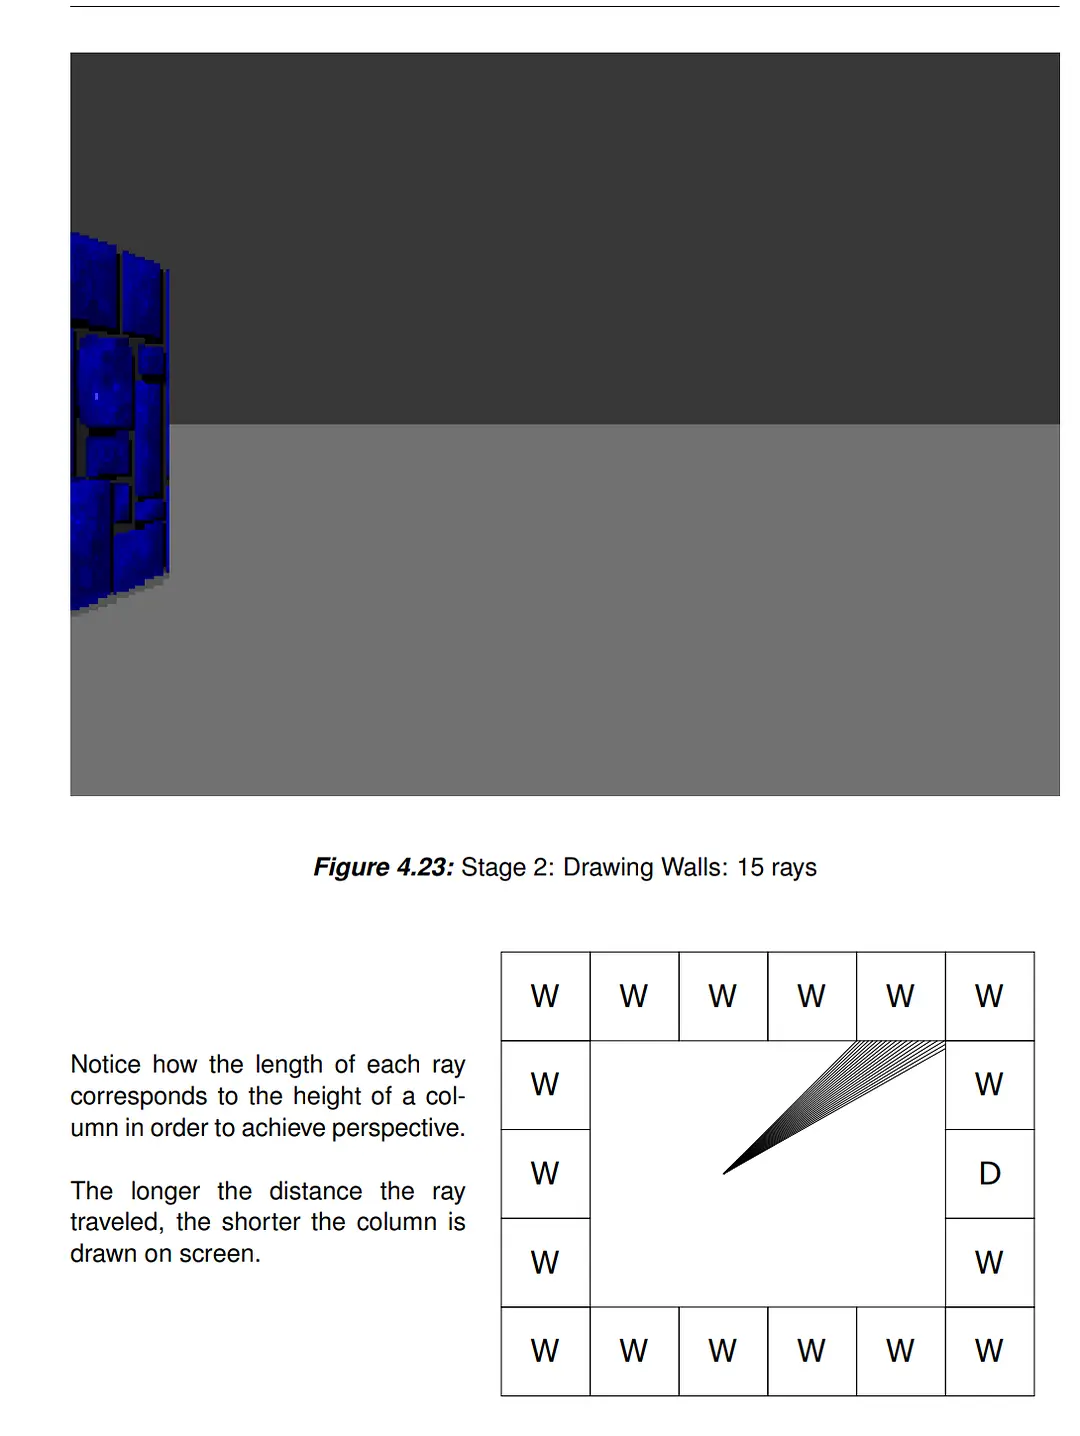 Figure 4.23: Stage 2: Drawing Walls: 15 rays
Notice how the length of each ray
corresponds to the height of a col-
umn in order to achieve perspective.
The longer the distance the ray
traveled, the shorter the column is
drawn on screen.
W W W W W W
W W
W D
W W
W W W W W W